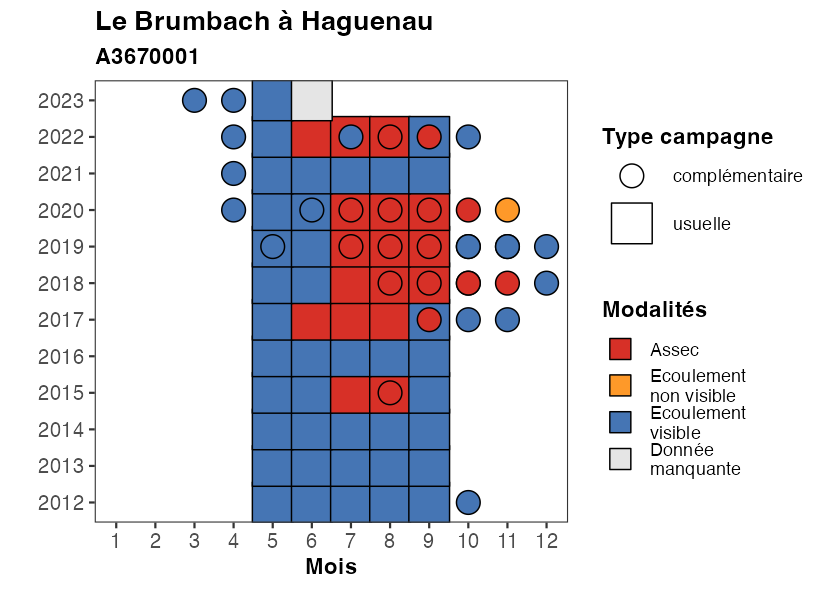 Le Brumbach à Haguenau
A3670001
2023
2022
2021
2020
2019
2018
2017
2016
2015
2014
2013
2012
1 2 3 4 5 6 7 8 9 10 11 12
Mois
Type campagne
complémentaire
usuelle
Modalités
Assec
Ecoulement
non visible
Ecoulement
visible
Donnée
manquante